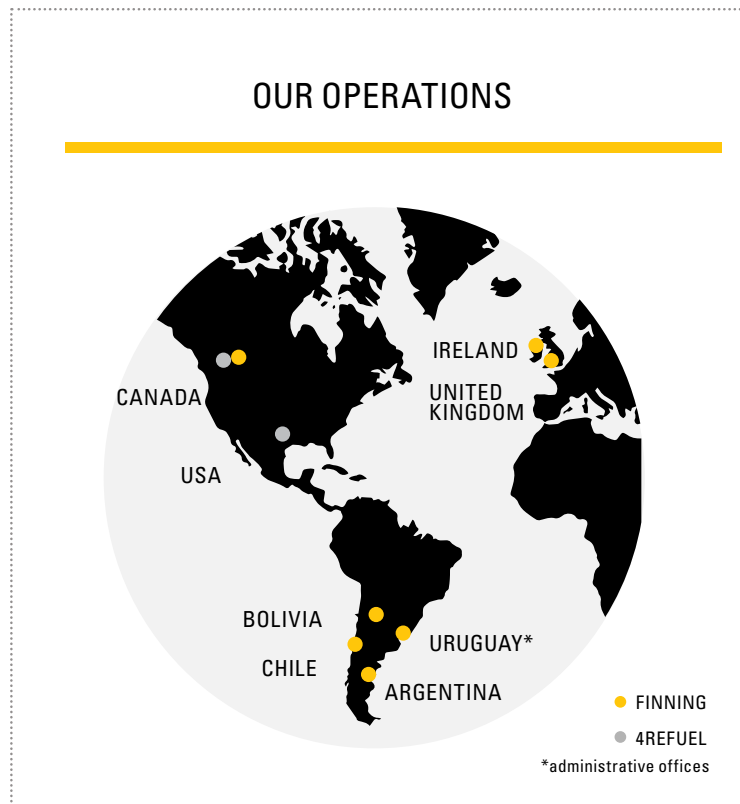 OUR OPERATIONS
IRELAND
CANADA
UNITED
KINGDOM
USA
BOLIVIA
URUGUAY*
CHILE
ARGENTINA
FINNING
4REFUEL
*administrative offices